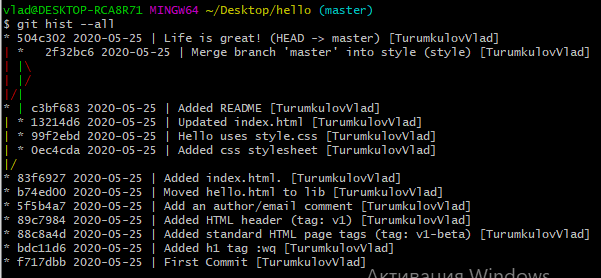 vlad@DESKTOP-RCA8R71 MINGW64 ~/Desktop/hello (master)
$ git hist --all
* 504c302 2020-05-25 | Life is great! (HEAD -> master) [TurumkulovVlad]
| *   2f32bc6 2020-05-25 | Merge branch 'master' into style (style) [TurumkulovVlad]
| |\
| |/
|/|
* | c3bf683 2020-05-25 | Added README [TurumkulovVlad]
| * 13214d6 2020-05-25 | Updated index.html [TurumkulovVlad]
| * 99f2ebd 2020-05-25 | Hello uses style.css [TurumkulovVlad]
| * 0ec4cda 2020-05-25 | Added css stylesheet [TurumkulovVlad]
|/
* 83f6927 2020-05-25 | Added index.html. [TurumkulovVlad]
* b74ed00 2020-05-25 | Moved hello.html to lib [TurumkulovVlad]
* 5f5b4a7 2020-05-25 | Add an author/email comment [TurumkulovVlad]
* 89c7984 2020-05-25 | Added HTML header (tag: v1) [TurumkulovVlad]
* 88c8a4d 2020-05-25 | Added standard HTML page tags (tag: v1-beta) [TurumkulovVlad]
* bdc11d6 2020-05-25 | Added h1 tag :wq [TurumkulovVlad]
* f717dbb 2020-05-25 | First Commit [TurumkulovVlad]
Активация Windows